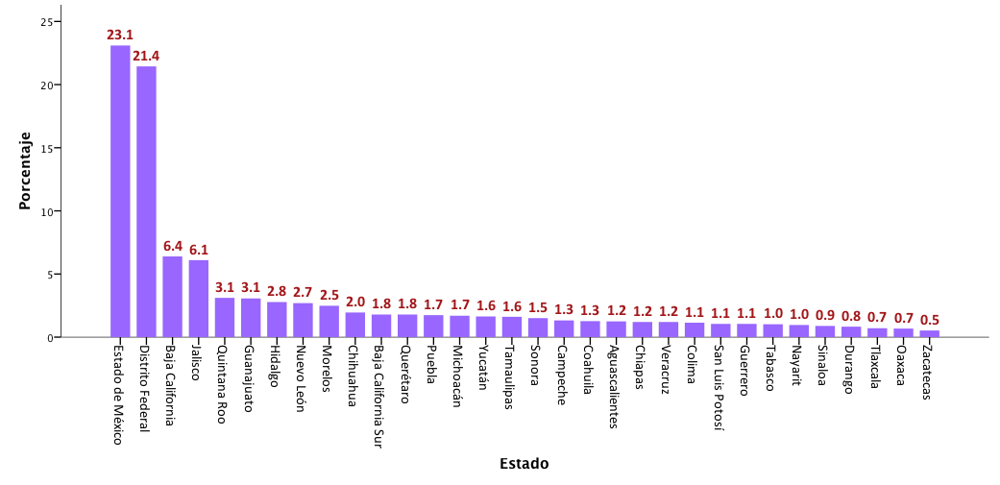 25
20
15
10
5
0
Porcentaje
23.1
21.4
6.4
6.1
3.1
3.1
2.8
2.7
2.5
2.0
1.8
1.8
1.7
1.7
1.6
1.6
1.5
1.3
1.3
1.2
1.2
1.2
1.1
1.1
1.1
1.0
1.0
0.9
0.8
0.7
0.7
0.5
Estado de México
Distrito Federal
Baja California
Jalisco
Quintana Roo
Guanajuato
Hidalgo
Nuevo León
Morelos
Chihuahua
Baja California Sur
Querétaro
Puebla
Michoacán
Yucatán
Tamaulipas
Sonora
Campeche
Coahuila
Aguascalientes
Chiapas
Veracruz
Colima
San Luis Potosí
Guerrero
Tabasco
Nayarit
Sinaloa
Durango
Tlaxcala
Oaxaca
Zacatecas
Estado